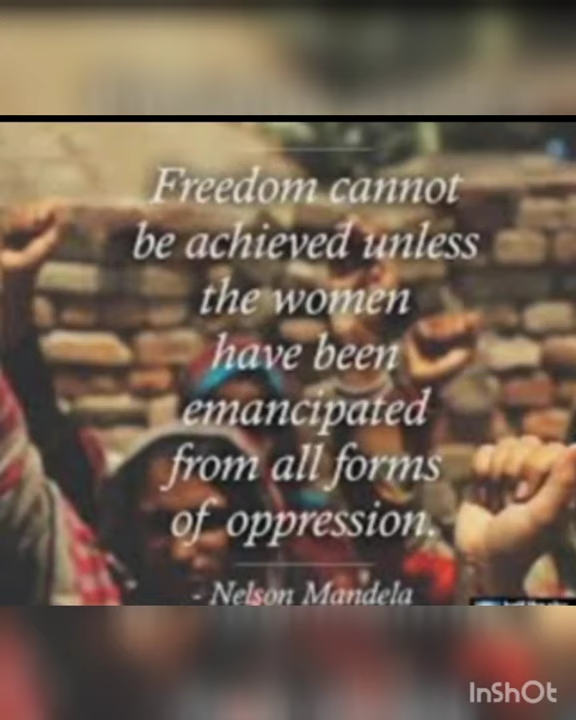 Freedom cannot
be achieved unless
the women
have been
emancipated
from all forms
of oppression.
- Nelson Mandela
InShOt